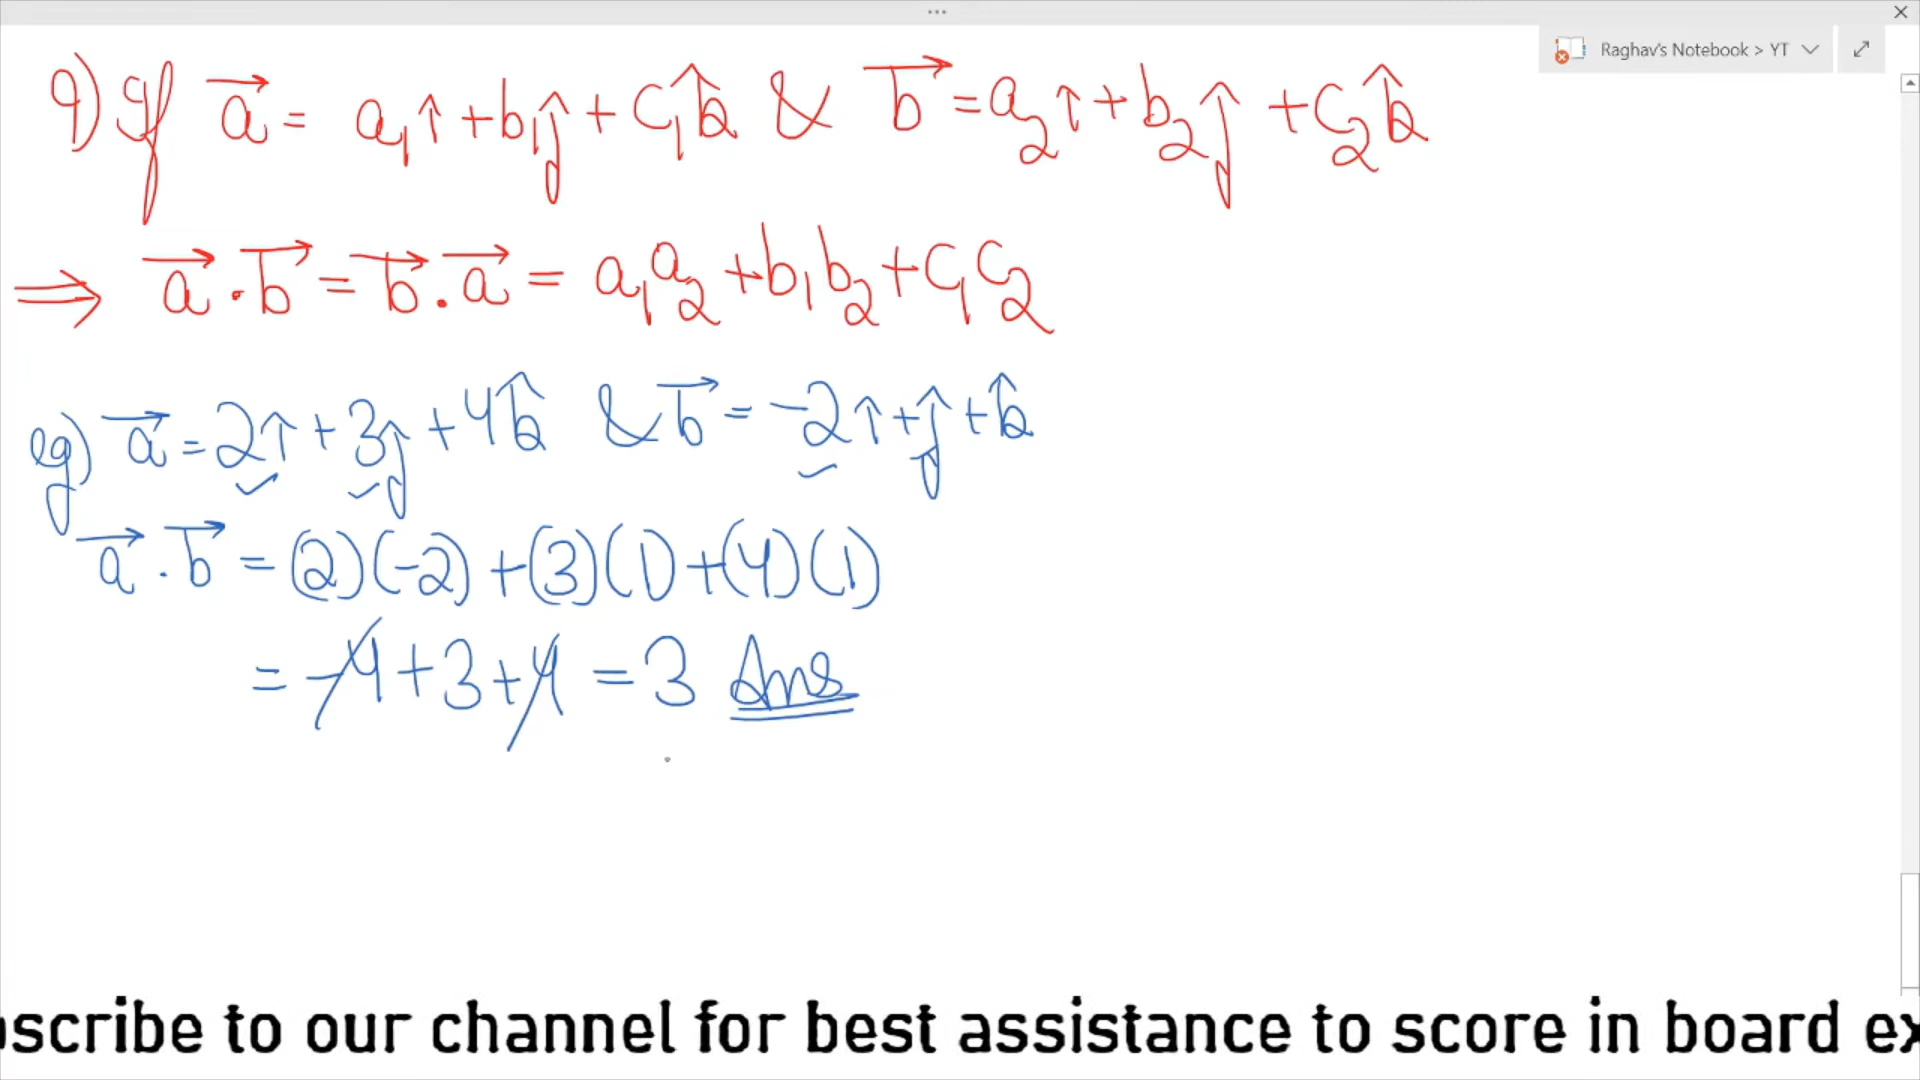 ...
Raghav's Notebook > YT
9) If a⃗ = a₁î + b₁ĵ + c₁k̂ & b⃗ = a₂î + b₂ĵ + c₂k̂
⇒ a⃗ . b⃗ = b⃗ . a⃗ = a₁a₂ + b₁b₂ + c₁c₂
eg) a⃗ = 2î + 3ĵ + 4k̂ & b⃗ = -2î + ĵ + k̂
a⃗ . b⃗ = (2)(-2) + (3)(1) + (4)(1)
= -4 + 3 + 4 = 3 Ans
bscribe to our channel for best assistance to score in board ex